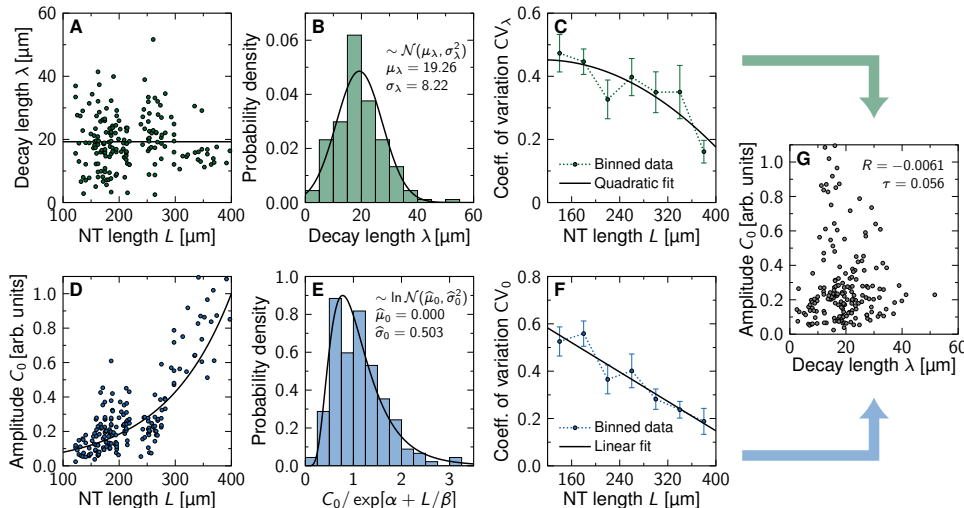 A
Decay length λ [µm]
60
40
20
0
100
200
300
400
NT length L [µm]
B
Probability density
0.06
0.04
0.02
0.00
0
20
40
60
Decay length λ [µm]
∼ N(μλ, σλ²)
μλ = 19.26
σλ = 8.22
C
Coeff. of variation CVλ
0.6
0.4
0.2
0.0
160
240
320
400
NT length L [µm]
Binned data
Quadratic fit
D
Amplitude C₀ [arb. units]
1.0
0.8
0.6
0.4
0.2
0.0
100
200
300
400
NT length L [µm]
E
Probability density
1.0
0.8
0.6
0.4
0.2
0.0
0
1
2
3
C₀/ exp[α + L/β]
∼ ln N(μ̂₀, σ̂₀²)
μ̂₀ = 0.000
σ̂₀ = 0.503
F
Coeff. of variation CV₀
0.8
0.6
0.4
0.2
0.0
160
240
320
400
NT length L [µm]
Binned data
Linear fit
G
Amplitude C₀ [arb. units]
1.0
0.8
0.6
0.4
0.2
0.0
0
20
40
60
Decay length λ [µm]
R = −0.0061
τ = 0.056